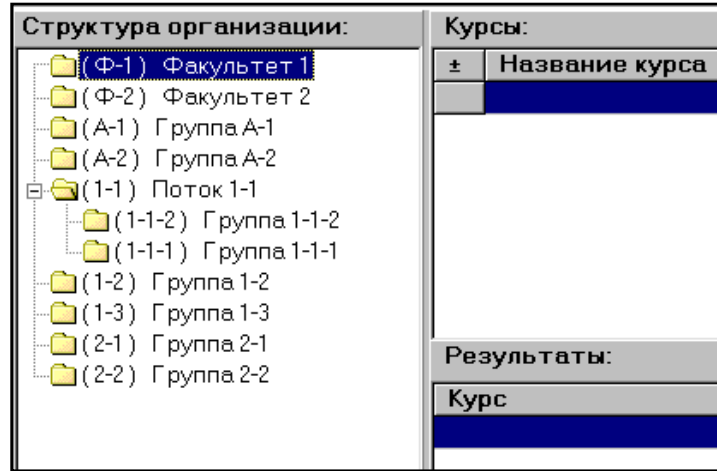 Структура организации:
(Ф-1) Факультет 1
(Ф-2) Факультет 2
(А-1) Группа А-1
(А-2) Группа А-2
(1-1) Поток 1-1
(1-1-2) Группа 1-1-2
(1-1-1) Группа 1-1-1
(1-2) Группа 1-2
(1-3) Группа 1-3
(2-1) Группа 2-1
(2-2) Группа 2-2
Курсы:
± Название курса
Результаты:
Курс